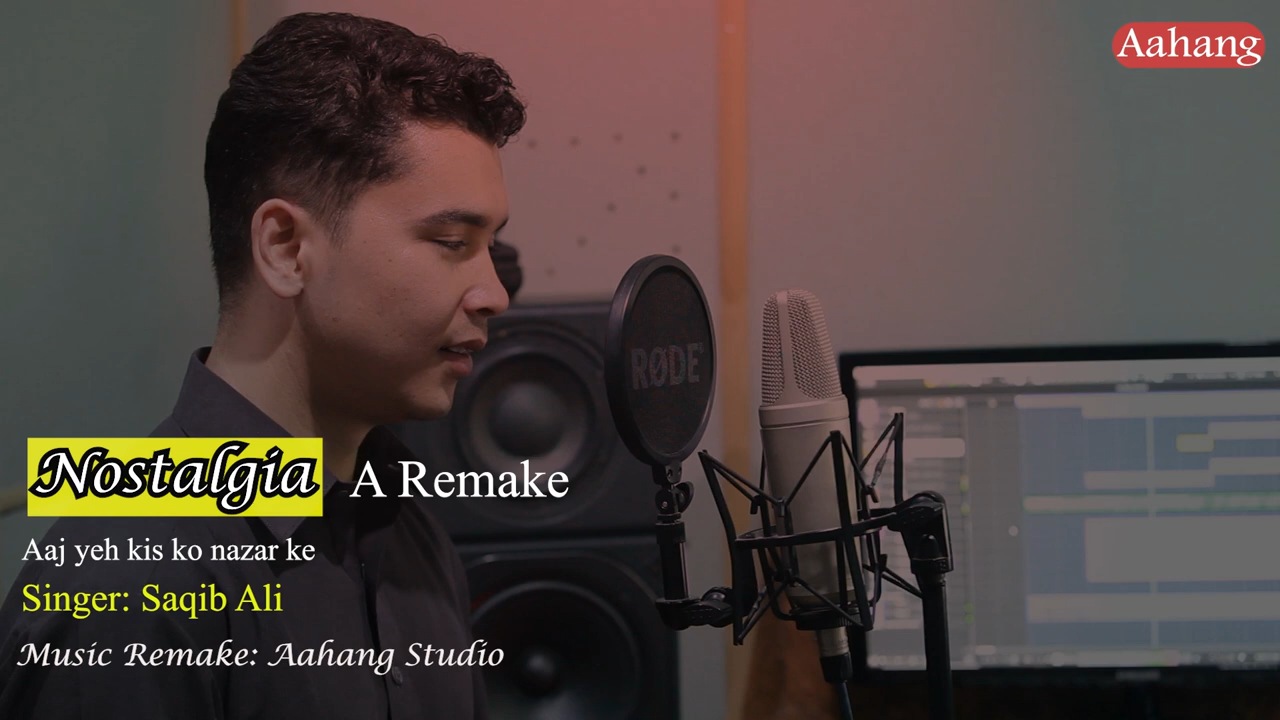 Aahang
RØDE
Nostalgia A Remake
Aaj yeh kis ko nazar ke
Singer: Saqib Ali
Music Remake: Aahang Studio